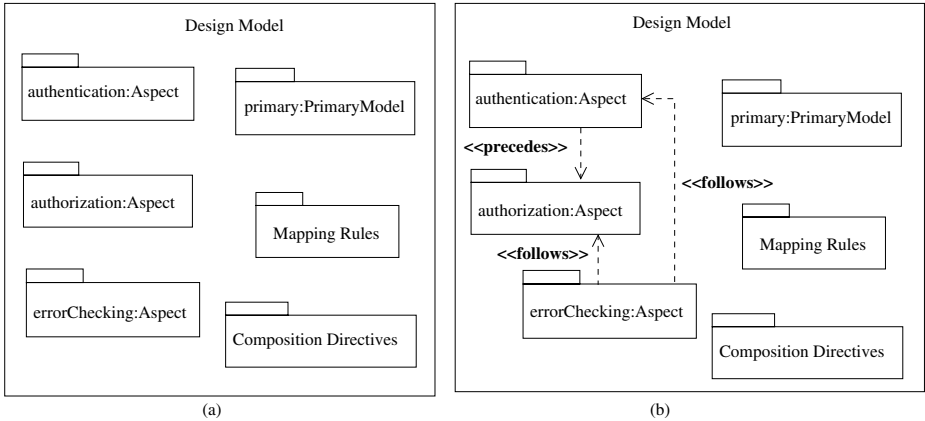 Design Model
authentication:Aspect
primary:PrimaryModel
authorization:Aspect
Mapping Rules
errorChecking:Aspect
Composition Directives
(a)
Design Model
authentication:Aspect
primary:PrimaryModel
<<precedes>>
<<follows>>
authorization:Aspect
Mapping Rules
<<follows>>
errorChecking:Aspect
Composition Directives
(b)